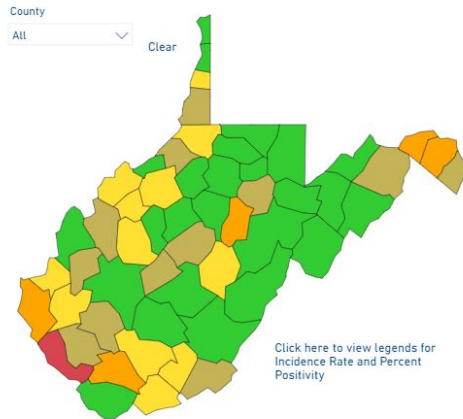 County
All
Clear
Click here to view legends for
Incidence Rate and Percent
Positivity